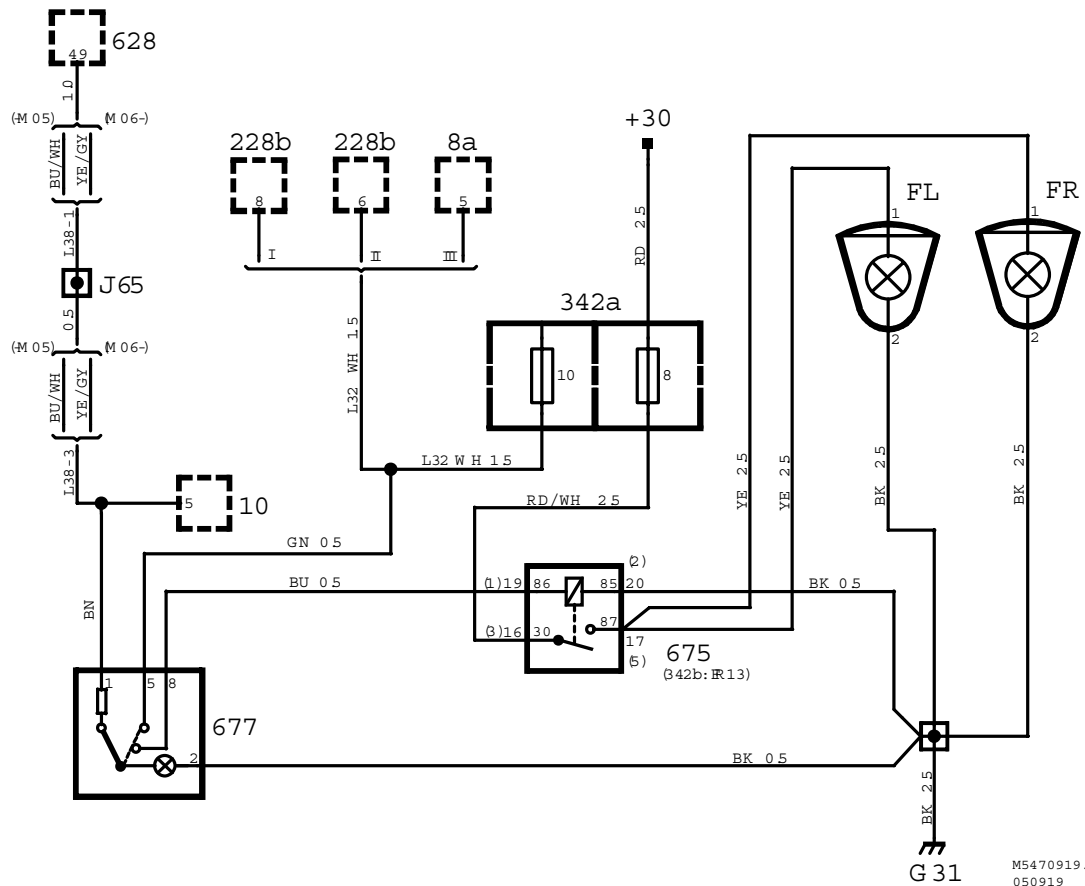 628
49
1.0
(-M05) (M06-)
BU/WH
YE/GY
L38-1
J65
0.5
(-M05) (M06-)
BU/WH
YE/GY
L38-3
5
10
228b
228b
8a
8
6
5
I
II
III
L32 WH 1.5
L32 WH 1.5
+30
RD 2.5
342a
10
8
RD/WH 2.5
YE 2.5
YE 2.5
FL
FR
1
1
2
2
BK 2.5
BK 2.5
GN 0.5
BU 0.5
BN
(2)
(1)19
86
85
20
BK 0.5
(3)16
30
87
17
(5)
675
(342b:FR13)
1
5
8
677
2
BK 0.5
BK 2.5
G31
M5470919.
050919